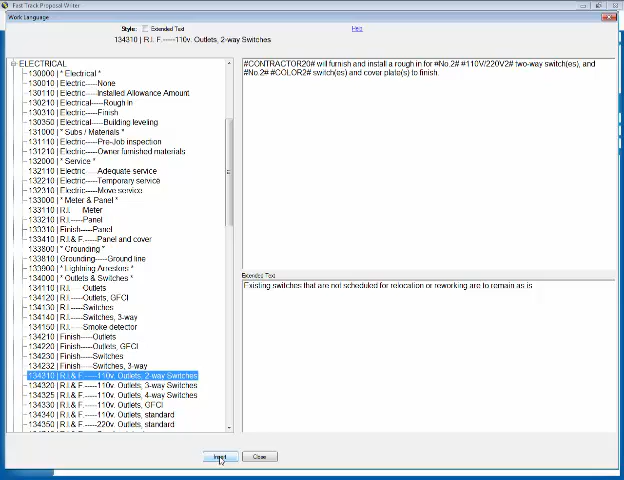 Fast Track Proposal Writer
Work Language
Style: Extended Text Help
134310 | R.I. F.-----110v. Outlets, 2-way Switches
ELECTRICAL
130000 | * Electrical *
130010 | Electric-----None
130110 | Electric-----Installed Allowance Amount
130210 | Electrical-----Rough In
130310 | Electric-----Finish
130350 | Electrical-----Building leveling
131000 | * Subs / Materials *
131110 | Electric-----Pre-Job inspection
131210 | Electric-----Owner furnished materials
132000 | * Service *
132110 | Electric-----Adequate service
132210 | Electric-----Temporary service
132310 | Electric-----Move service
133000 | * Meter & Panel *
133110 | R.I.-----Meter
133210 | R.I.-----Panel
133310 | Finish-----Panel
133410 | R.I.& F.-----Panel and cover
133800 | * Grounding *
133810 | Grounding-----Ground line
133900 | * Lightning Arrestors *
134000 | * Outlets & Switches *
134110 | R.I.-----Outlets
134120 | R.I.-----Outlets, GFCI
134130 | R.I.-----Switches
134140 | R.I.-----Switches, 3-way
134150 | R.I.-----Smoke detector
134210 | Finish-----Outlets
134220 | Finish-----Outlets, GFCI
134230 | Finish-----Switches
134232 | Finish-----Switches, 3-way
134310 | R.I.& F.-----110v. Outlets, 2-way Switches
134320 | R.I.& F.-----110v. Outlets, 3-way Switches
134325 | R.I.& F.-----110v. Outlets, 4-way Switches
134330 | R.I.& F.-----110v. Outlets, GFCI
134340 | R.I.& F.-----110v. Outlets, standard
134350 | R.I.& F.-----220v. Outlets, standard
#CONTRACTOR20# will furnish and install a rough in for #No.2# #110V/220V2# two-way switch(es), and
#No.2# #COLOR2# switch(es) and cover plate(s) to finish.
Extended Text
Existing switches that are not scheduled for relocation or reworking are to remain as is
Insert Close